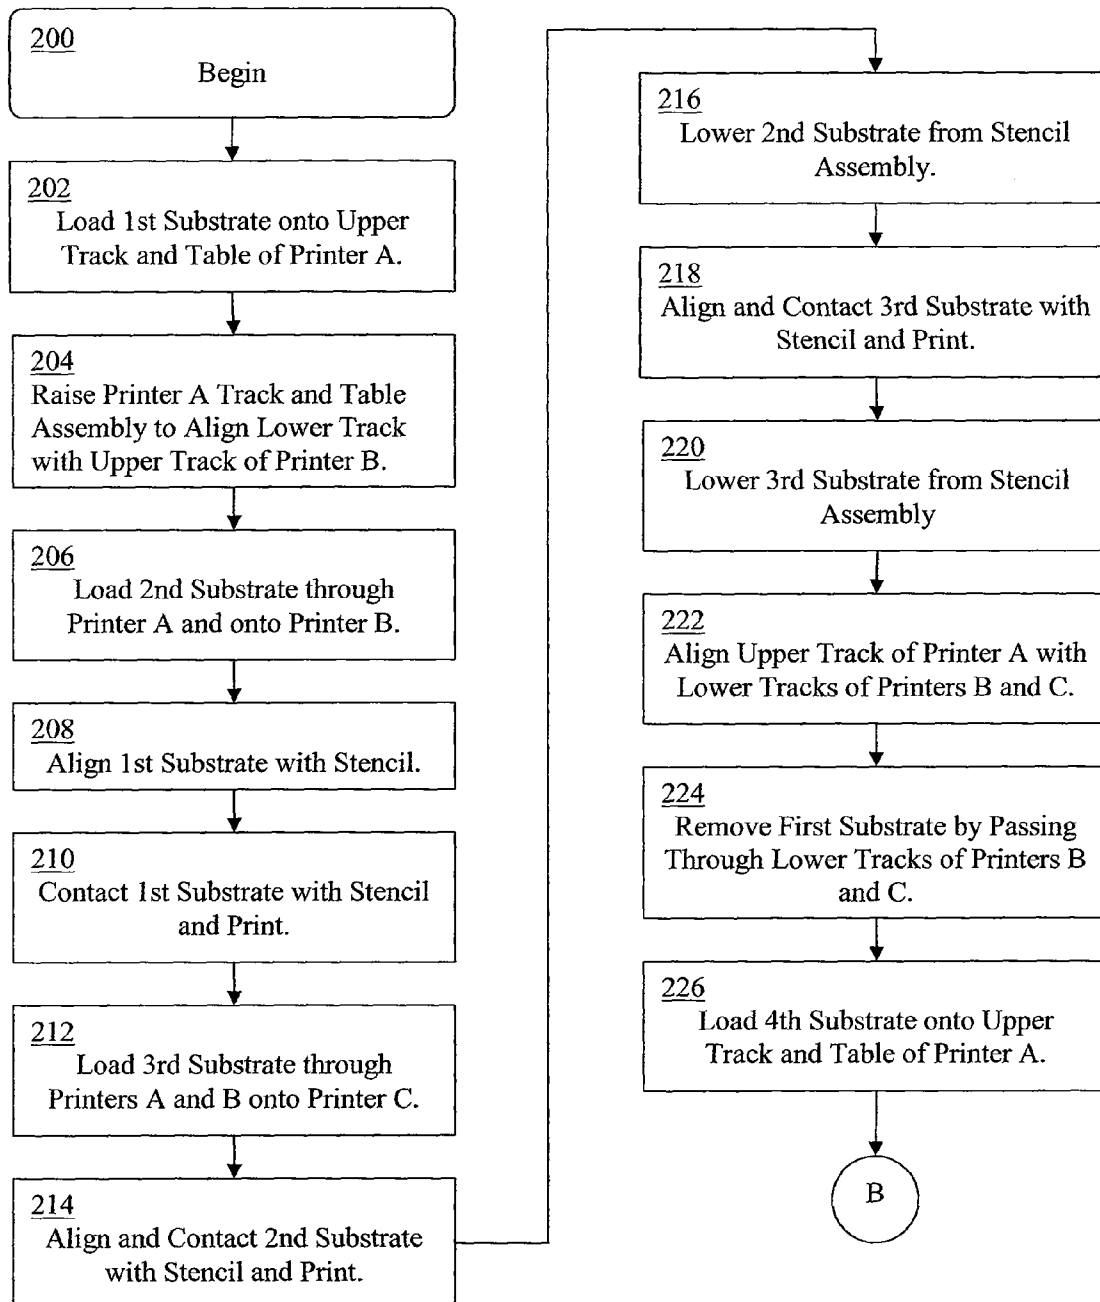 200
Begin
202
Load 1st Substrate onto Upper
Track and Table of Printer A.
204
Raise Printer A Track and Table
Assembly to Align Lower Track
with Upper Track of Printer B.
206
Load 2nd Substrate through
Printer A and onto Printer B.
208
Align 1st Substrate with Stencil.
210
Contact 1st Substrate with Stencil
and Print.
212
Load 3rd Substrate through
Printers A and B onto Printer C.
214
Align and Contact 2nd Substrate
with Stencil and Print.
216
Lower 2nd Substrate from Stencil
Assembly.
218
Align and Contact 3rd Substrate with
Stencil and Print.
220
Lower 3rd Substrate from Stencil
Assembly
222
Align Upper Track of Printer A with
Lower Tracks of Printers B and C.
224
Remove First Substrate by Passing
Through Lower Tracks of Printers B
and C.
226
Load 4th Substrate onto Upper
Track and Table of Printer A.
B